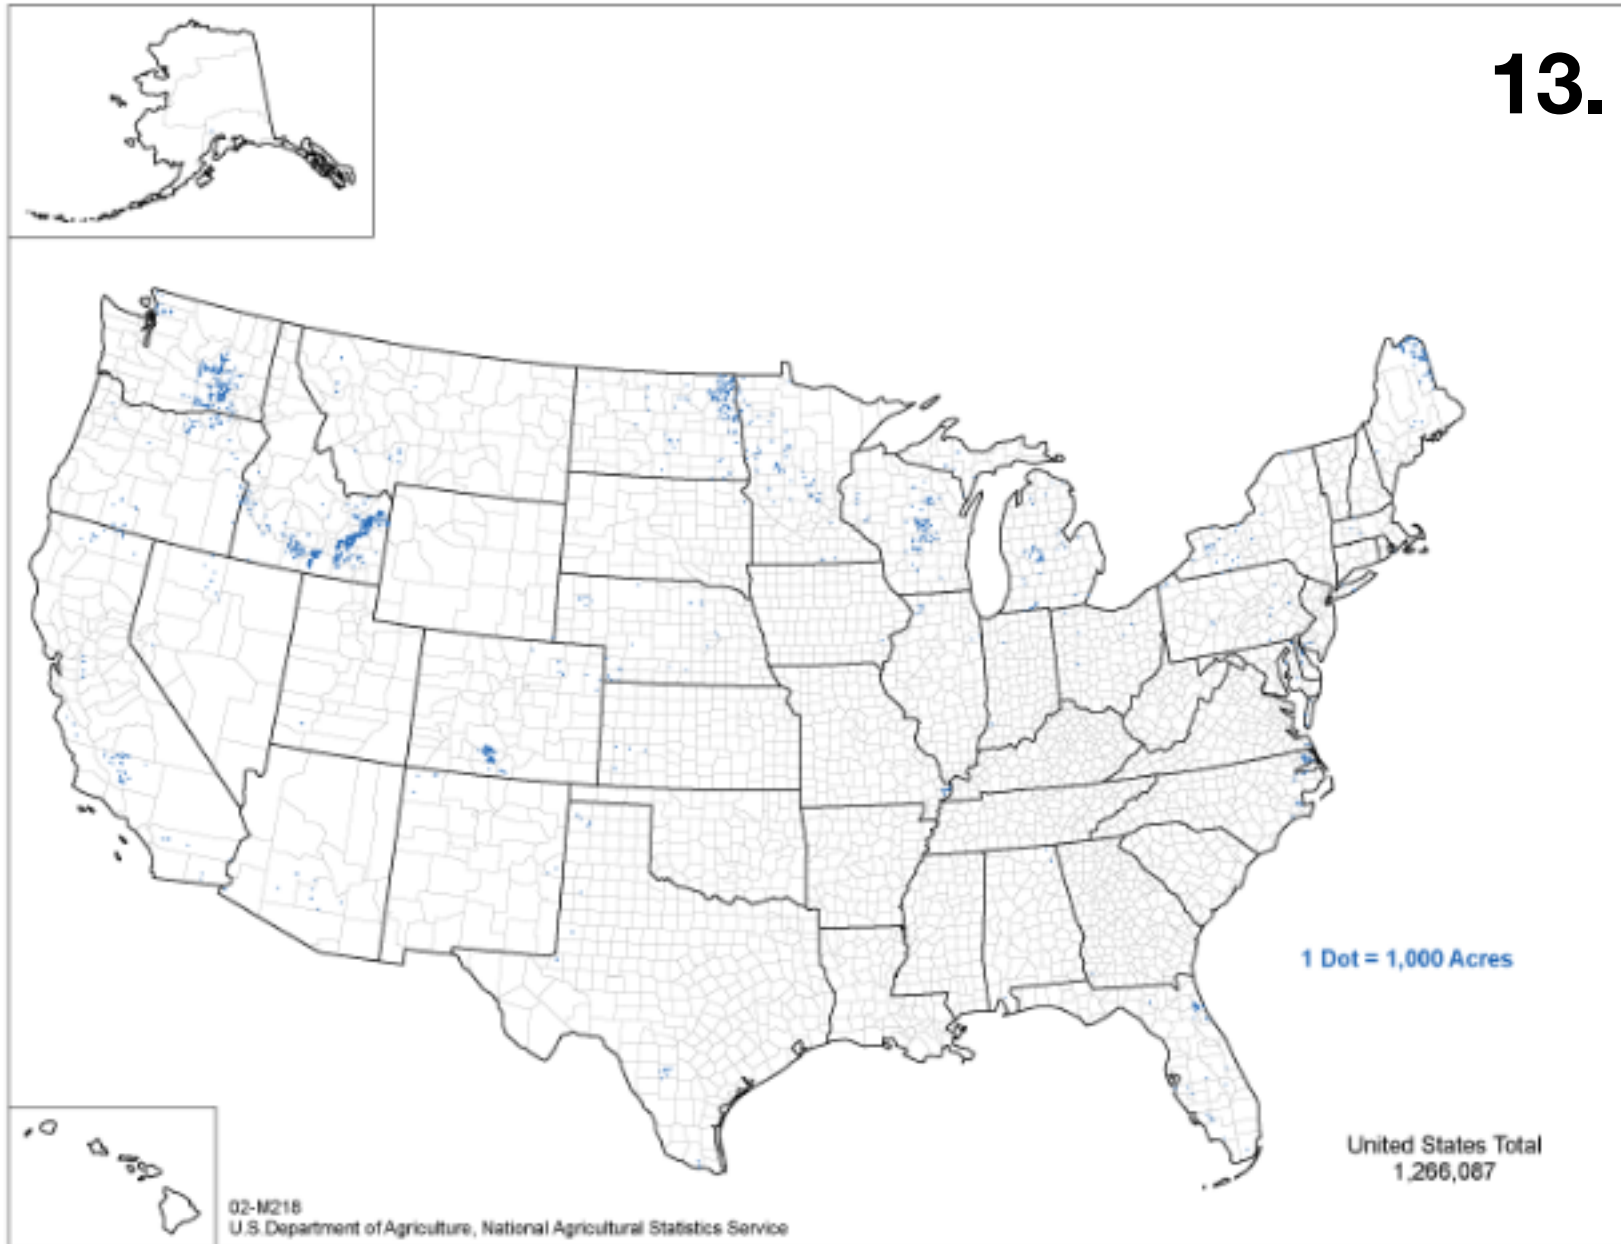 13.
1 Dot = 1,000 Acres
United States Total
1,266,087
02-M218
U.S. Department of Agriculture, National Agricultural Statistics Service